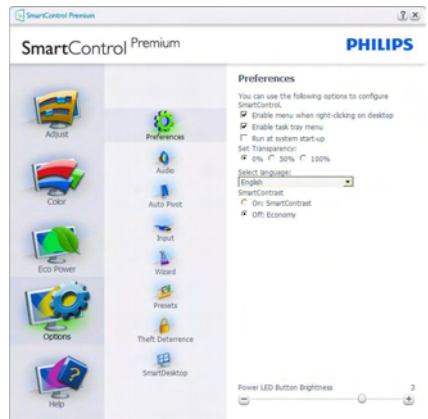 SmartControl Premium
SmartControl Premium
PHILIPS
Adjust
Color
Eco Power
Options
Help
Preferences
Audio
Auto Pivot
Input
Wizard
Presets
Theft Deterrence
SmartDesktop
Preferences
You can use the following options to configure
SmartControl.
Enable menu when right-clicking on desktop
Enable task tray menu
Run at system start-up
Set Transparency:
0% 50% 100%
Select language:
English
SmartContrast
On: SmartContrast
Off: Economy
Power LED Button Brightness 3